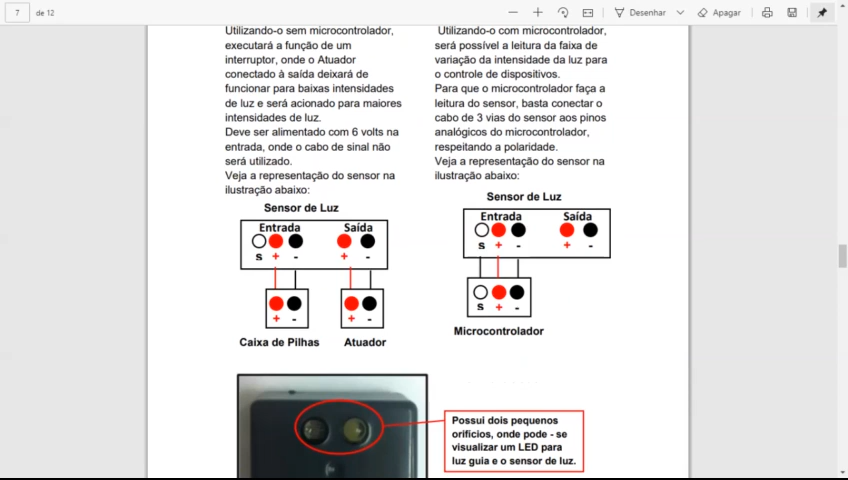 7 de 12 Desenhar Apagar
Utilizando-o sem microcontrolador,
executará a função de um
interruptor, onde o Atuador
conectado à saída deixará de
funcionar para baixas intensidades
de luz e será acionado para maiores
intensidades de luz.
Deve ser alimentado com 6 volts na
entrada, onde o cabo de sinal não
será utilizado.
Veja a representação do sensor na
ilustração abaixo:
Sensor de Luz
Entrada Saída
s + - + -
+ - + -
Caixa de Pilhas Atuador
Utilizando-o com microcontrolador,
será possível a leitura da faixa de
variação da intensidade da luz para
o controle de dispositivos.
Para que o microcontrolador faça a
leitura do sensor, basta conectar o
cabo de 3 vias do sensor aos pinos
analógicos do microcontrolador,
respeitando a polaridade.
Veja a representação do sensor na
ilustração abaixo:
Sensor de Luz
Entrada Saída
s + - + -
s + -
Microcontrolador
Possui dois pequenos
orifícios, onde pode - se
visualizar um LED para
luz guia e o sensor de luz.